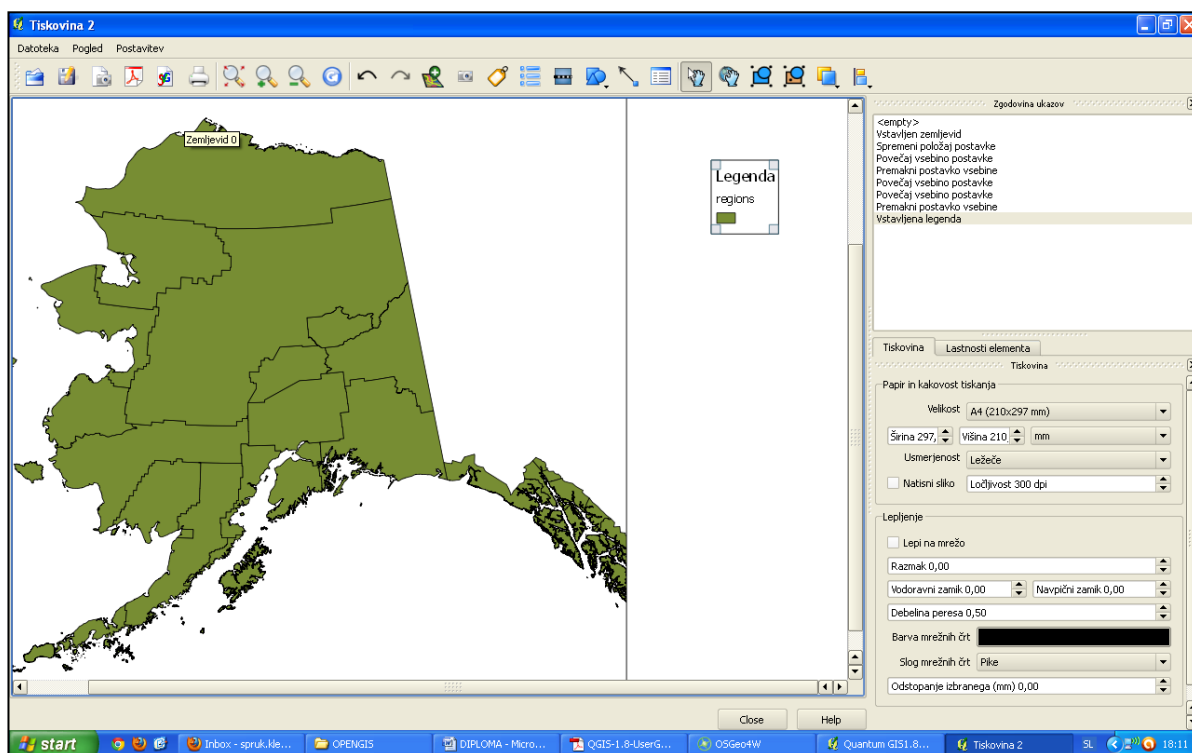 Tiskovina 2
Datoteka Pogled Postavitev
Zemljevid 0
Legenda
regions
Zgodovina ukazov
<empty>
Vstavljen zemljevid
Spremeni položaj postavke
Povečaj vsebino postavke
Premakni postavko vsebine
Povečaj vsebino postavke
Povečaj vsebino postavke
Premakni postavko vsebine
Vstavljena legenda
Tiskovina Lastnosti elementa
Tiskovina
Papir in kakovost tiskanja
Velikost A4 (210x297 mm)
Širina 297, Višina 210, mm
Usmerjenost Ležeče
Natisni sliko Ločljivost 300 dpi
Lepljenje
Lepi na mrežo
Razmak 0,00
Vodoravni zamik 0,00 Navpični zamik 0,00
Debelina peresa 0,50
Barva mrežnih črt
Slog mrežnih črt Pike
Odstopanje izbranega (mm) 0,00
Close Help
start Inbox - spruk.kle... OPENGIS DIPLOMA - Micro... QGIS-1.8-UserG... OSGeo4W Quantum GIS1.8... Tiskovina 2 SL 18:11